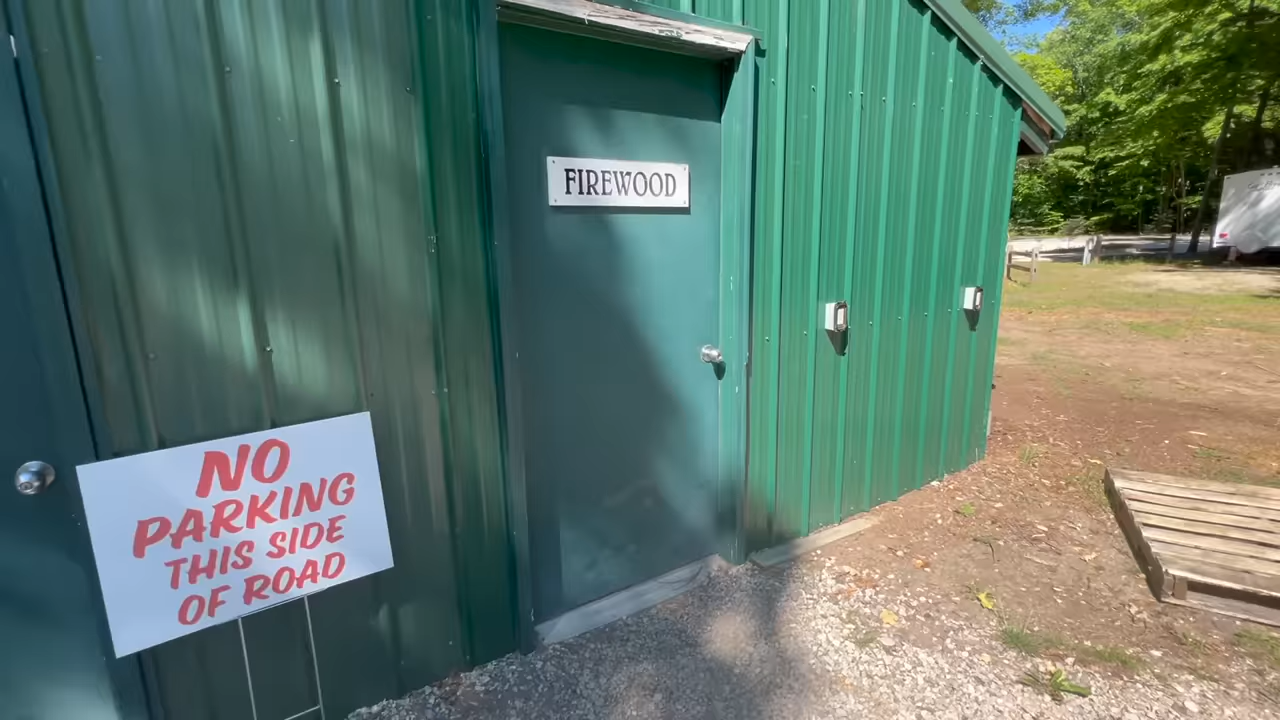 FIREWOOD
NO
PARKING
THIS SIDE
OF ROAD